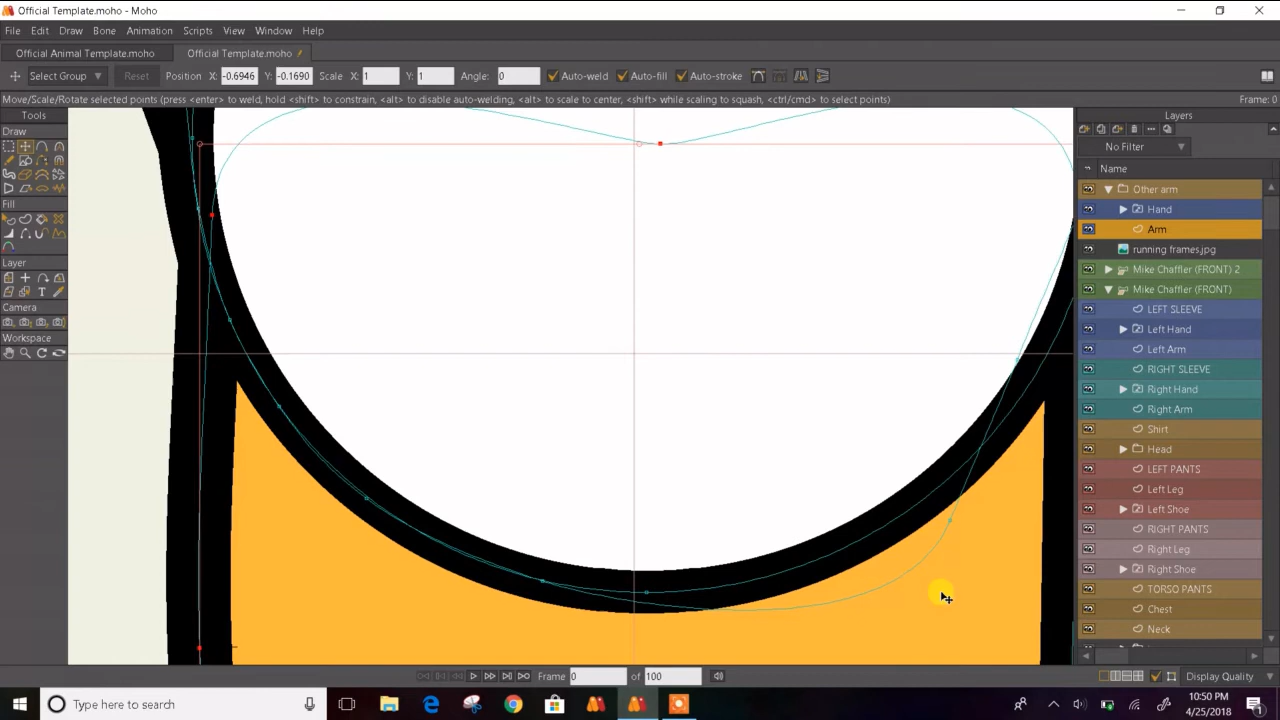 Official Template.moho - Moho
File Edit Draw Bone Animation Scripts View Window Help
Official Animal Template.moho Official Template.moho
Select Group Reset Position X: -0.6946 Y: -0.1690 Scale X: 1 Y: 1 Angle: 0 Auto-weld Auto-fill Auto-stroke
Move/Scale/Rotate selected points (press <enter> to weld, hold <shift> to constrain, <alt> to disable auto-welding, <alt> to scale to center, <shift> while scaling to squash, <ctrl/cmd> to select points) Frame: 0
Tools
Draw
Fill
Layer
Camera
Workspace
Layers
No Filter
Name
Other arm
Hand
Arm
running frames.jpg
Mike Chaffler (FRONT) 2
Mike Chaffler (FRONT)
LEFT SLEEVE
Left Hand
Left Arm
RIGHT SLEEVE
Right Hand
Right Arm
Shirt
Head
LEFT PANTS
Left Leg
Left Shoe
RIGHT PANTS
Right Leg
Right Shoe
TORSO PANTS
Chest
Neck
Frame 0 of 100 Display Quality
Type here to search
10:50 PM
4/25/2018